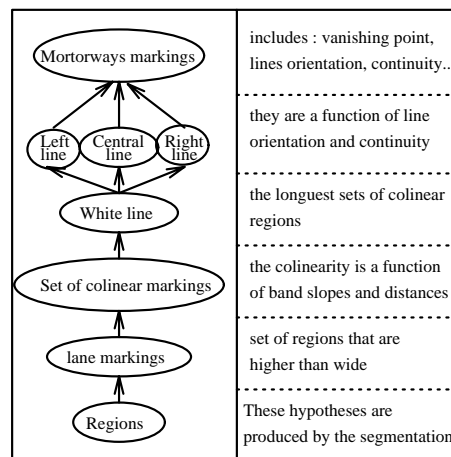 Mortorways markings
includes : vanishing point,
lines orientation, continuity..
Left
line
Central
line
Right
line
they are a function of line
orientation and continuity
White line
the longuest sets of colinear
regions
Set of colinear markings
the colinearity is a function
of band slopes and distances
lane markings
set of regions that are
higher than wide
Regions
These hypotheses are
produced by the segmentation